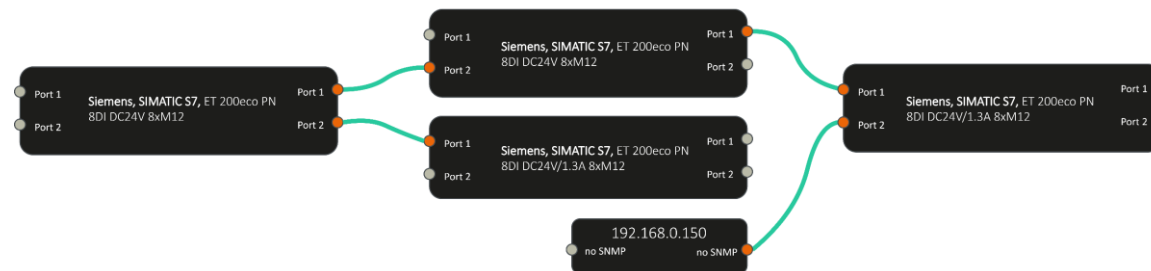 Port 1
Port 2
Siemens, SIMATIC S7, ET 200eco PN
8DI DC24V 8xM12
Port 1
Port 2
Port 1
Port 2
Siemens, SIMATIC S7, ET 200eco PN
8DI DC24V 8xM12
Port 1
Port 2
Port 1
Port 2
Siemens, SIMATIC S7, ET 200eco PN
8DI DC24V/1.3A 8xM12
Port 1
Port 2
192.168.0.150
no SNMP
no SNMP
Port 1
Port 2
Siemens, SIMATIC S7, ET 200eco PN
8DI DC24V/1.3A 8xM12
Port 1
Port 2